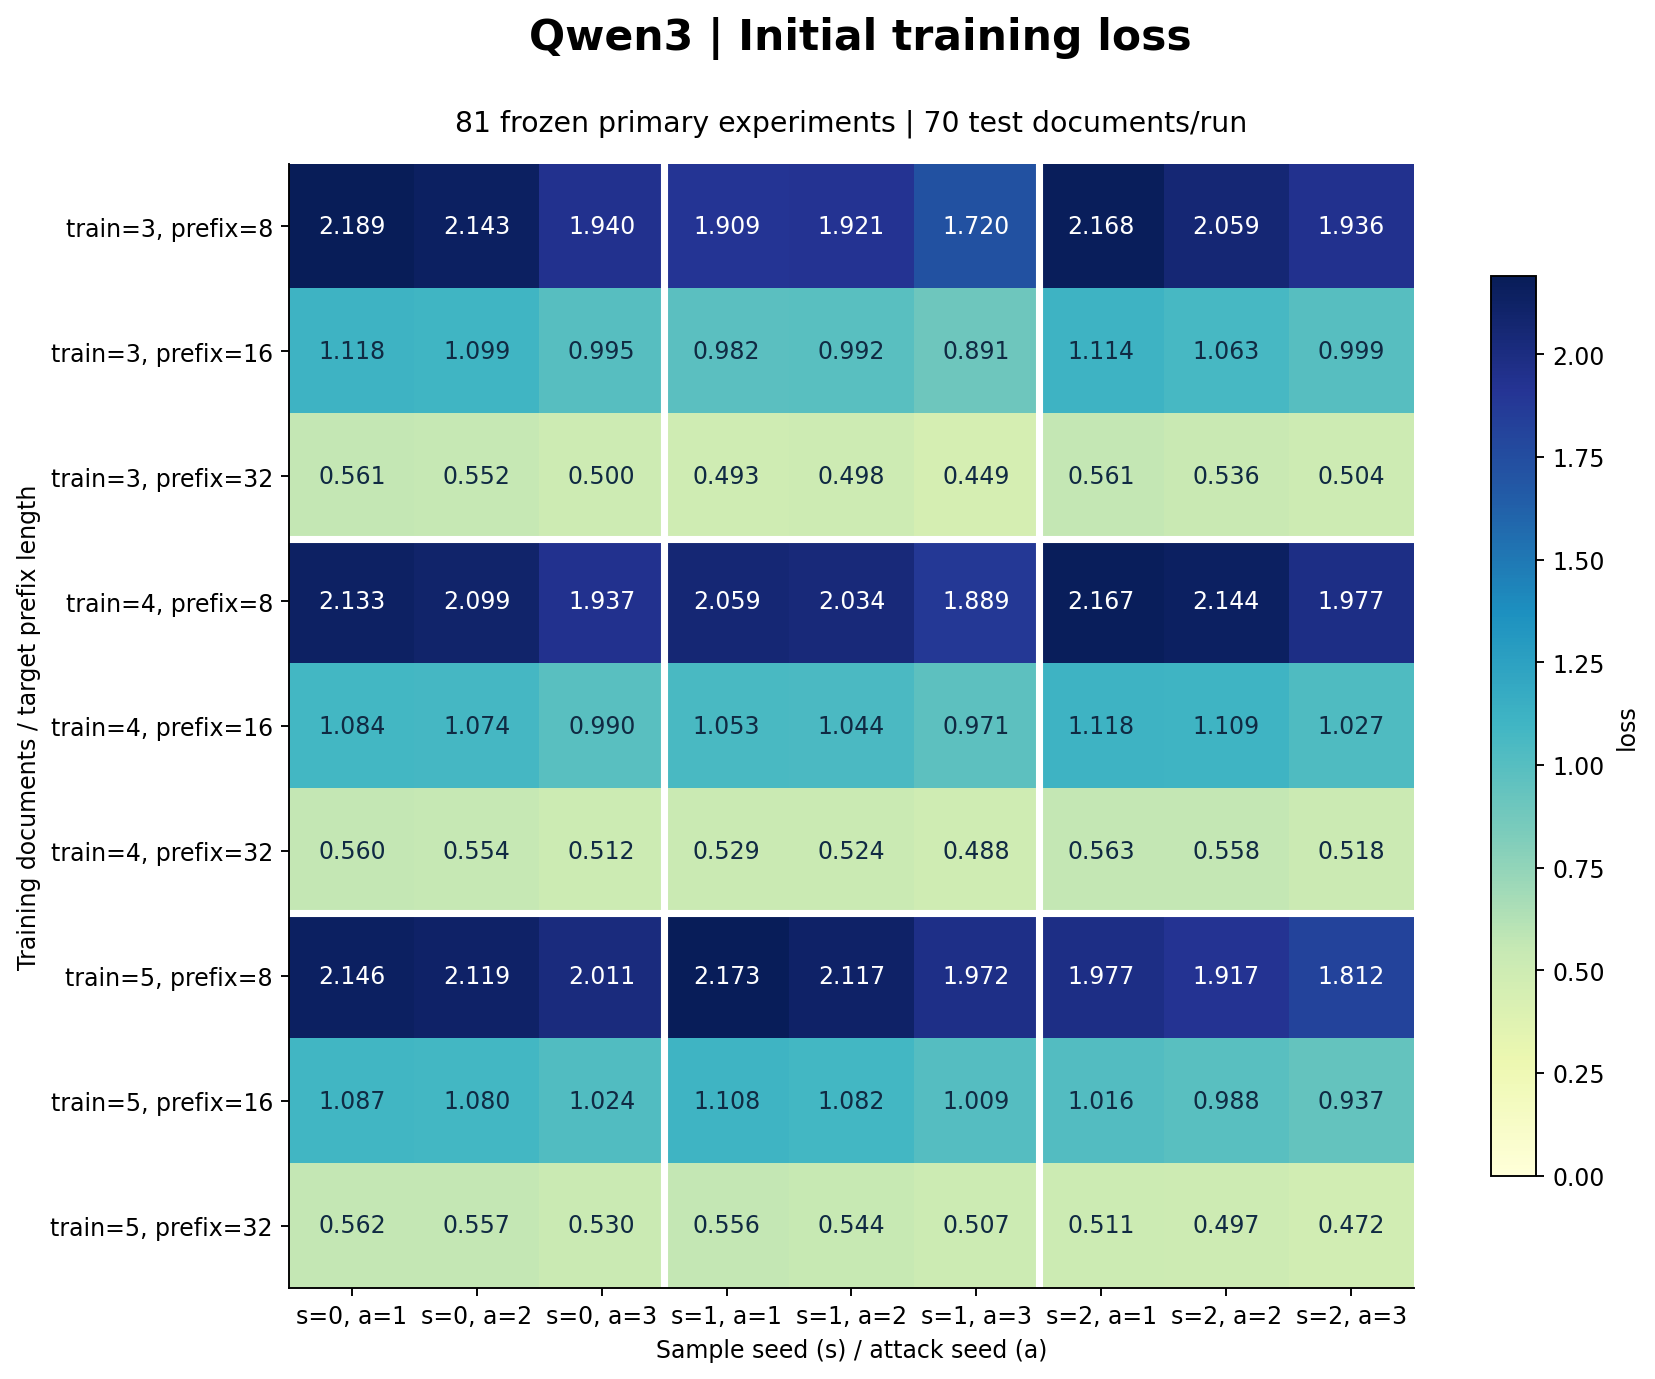 Qwen3 | Initial training loss
81 frozen primary experiments | 70 test documents/run
Training documents / target prefix length
train=3, prefix=8 2.189 2.143 1.940 1.909 1.921 1.720 2.168 2.059 1.936
train=3, prefix=16 1.118 1.099 0.995 0.982 0.992 0.891 1.114 1.063 0.999
train=3, prefix=32 0.561 0.552 0.500 0.493 0.498 0.449 0.561 0.536 0.504
train=4, prefix=8 2.133 2.099 1.937 2.059 2.034 1.889 2.167 2.144 1.977
train=4, prefix=16 1.084 1.074 0.990 1.053 1.044 0.971 1.118 1.109 1.027
train=4, prefix=32 0.560 0.554 0.512 0.529 0.524 0.488 0.563 0.558 0.518
train=5, prefix=8 2.146 2.119 2.011 2.173 2.117 1.972 1.977 1.917 1.812
train=5, prefix=16 1.087 1.080 1.024 1.108 1.082 1.009 1.016 0.988 0.937
train=5, prefix=32 0.562 0.557 0.530 0.556 0.544 0.507 0.511 0.497 0.472
s=0, a=1 s=0, a=2 s=0, a=3 s=1, a=1 s=1, a=2 s=1, a=3 s=2, a=1 s=2, a=2 s=2, a=3
Sample seed (s) / attack seed (a)
2.00
1.75
1.50
1.25
1.00
0.75
0.50
0.25
0.00
loss